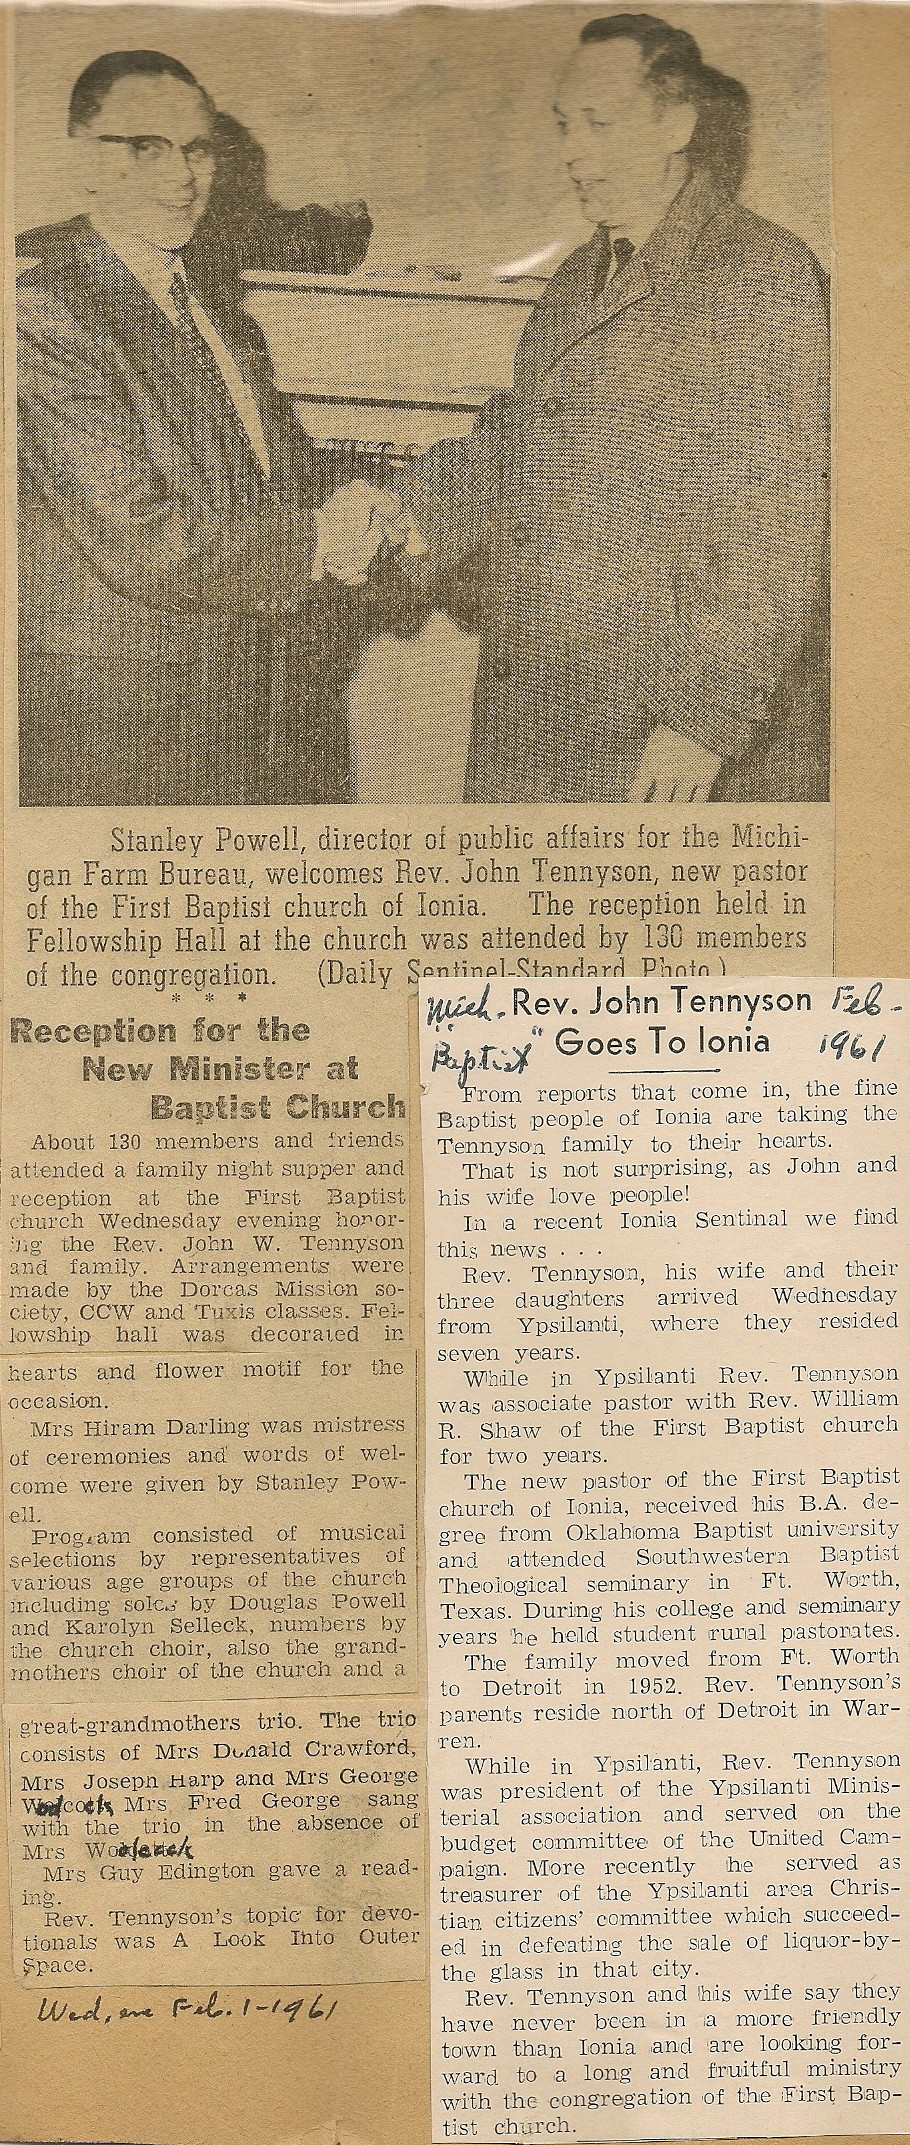 Stanley Powell, director of public affairs for the Michi-
gan Farm Bureau, welcomes Rev. John Tennyson, new pastor
of the First Baptist church of Ionia. The reception held in
Fellowship Hall at the church was attended by 130 members
of the congregation. (Daily Sentinel-Standard Photo.)
* * *
Reception for the
New Minister at
Baptist Church
About 130 members and friends
attended a family night supper and
reception at the First Baptist
church Wednesday evening honor-
ing the Rev. John W. Tennyson
and family. Arrangements were
made by the Dorcas Mission so-
ciety, CCW and Tuxis classes. Fel-
lowship hall was decorated in
hearts and flower motif for the
occasion.
Mrs Hiram Darling was mistress
of ceremonies and words of wel-
come were given by Stanley Pow-
ell.
Program consisted of musical
selections by representatives of
various age groups of the church
including solos by Douglas Powell
and Karolyn Selleck, numbers by
the church choir, also the grand-
mothers choir of the church and a
great-grandmothers trio. The trio
consists of Mrs Donald Crawford,
Mrs Joseph Harp and Mrs George
Mrs Fred George sang
with the trio in the absence of
Mrs
Mrs Guy Edington gave a read-
ing.
Rev. Tennyson's topic for devo-
tionals was A Look Into Outer
Space.
Wed. eve Feb. 1-1961
"Mich. Rev. John Tennyson Feb-
Baptist" Goes To Ionia 1961
From reports that come in, the fine
Baptist people of Ionia are taking the
Tennyson family to their hearts.
That is not surprising, as John and
his wife love people!
In a recent Ionia Sentinal we find
this news . . .
Rev. Tennyson, his wife and their
three daughters arrived Wednesday
from Ypsilanti, where they resided
seven years.
While in Ypsilanti Rev. Tennyson
was associate pastor with Rev. William
R. Shaw of the First Baptist church
for two years.
The new pastor of the First Baptist
church of Ionia, received his B.A. de-
gree from Oklahoma Baptist university
and attended Southwestern Baptist
Theological seminary in Ft. Worth,
Texas. During his college and seminary
years he held student rural pastorates.
The family moved from Ft. Worth
to Detroit in 1952. Rev. Tennyson's
parents reside north of Detroit in War-
ren.
While in Ypsilanti, Rev. Tennyson
was president of the Ypsilanti Minis-
terial association and served on the
budget committee of the United Cam-
paign. More recently he served as
treasurer of the Ypsilanti area Chris-
tian citizens' committee which succeed-
ed in defeating the sale of liquor-by-
the glass in that city.
Rev. Tennyson and his wife say they
have never been in a more friendly
town than Ionia and are looking for-
ward to a long and fruitful ministry
with the congregation of the First Bap-
tist church.